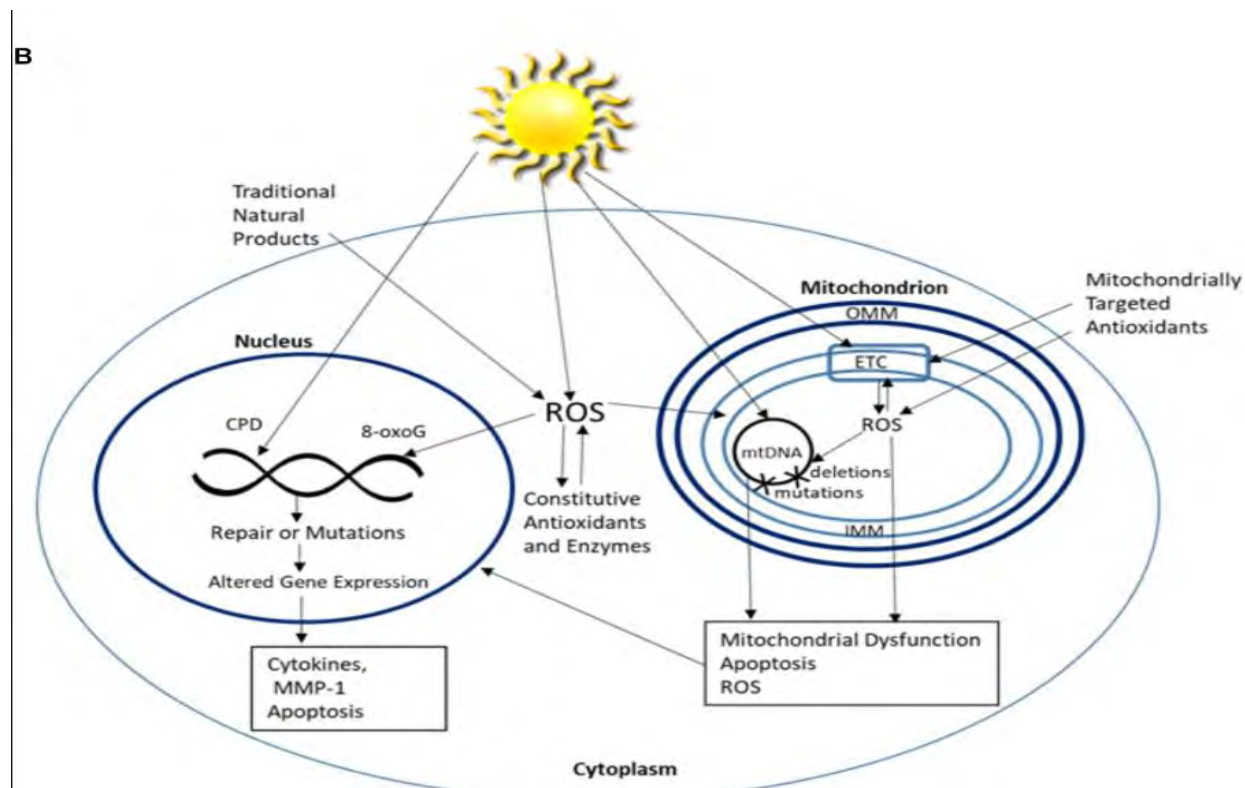 B
Traditional
Natural
Products
Mitochondrially
Targeted
Antioxidants
Mitochondrion
OMM
ETC
ROS
mtDNA
deletions
mutations
IMM
Nucleus
CPD
8-oxoG
Repair or Mutations
Altered Gene Expression
ROS
Constitutive
Antioxidants
and Enzymes
Cytokines,
MMP-1
Apoptosis
Mitochondrial Dysfunction
Apoptosis
ROS
Cytoplasm